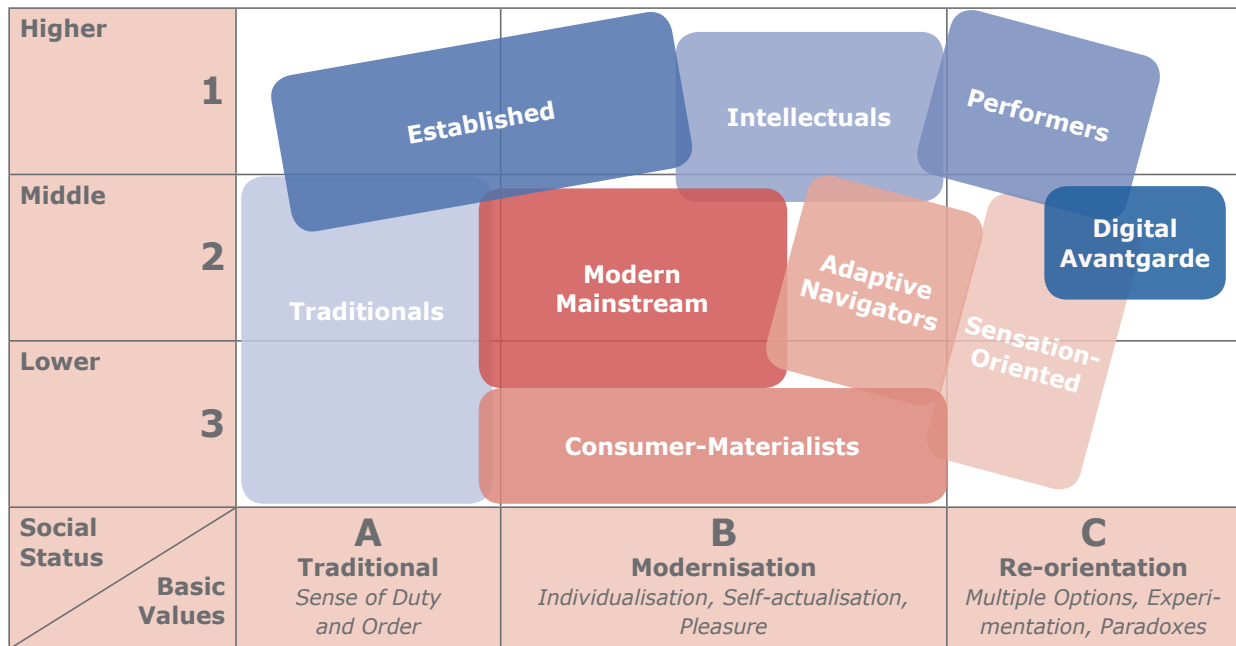 Higher
1
Established
Intellectuals
Performers
Middle
2
Traditionals
Modern
Mainstream
Adaptive
Navigators
Sensation-
Oriented
Digital
Avantgarde
Lower
3
Consumer-Materialists
Social
Status
Basic
Values
A
Traditional
Sense of Duty
and Order
B
Modernisation
Individualisation, Self-actualisation,
Pleasure
C
Re-orientation
Multiple Options, Experi-
mentation, Paradoxes